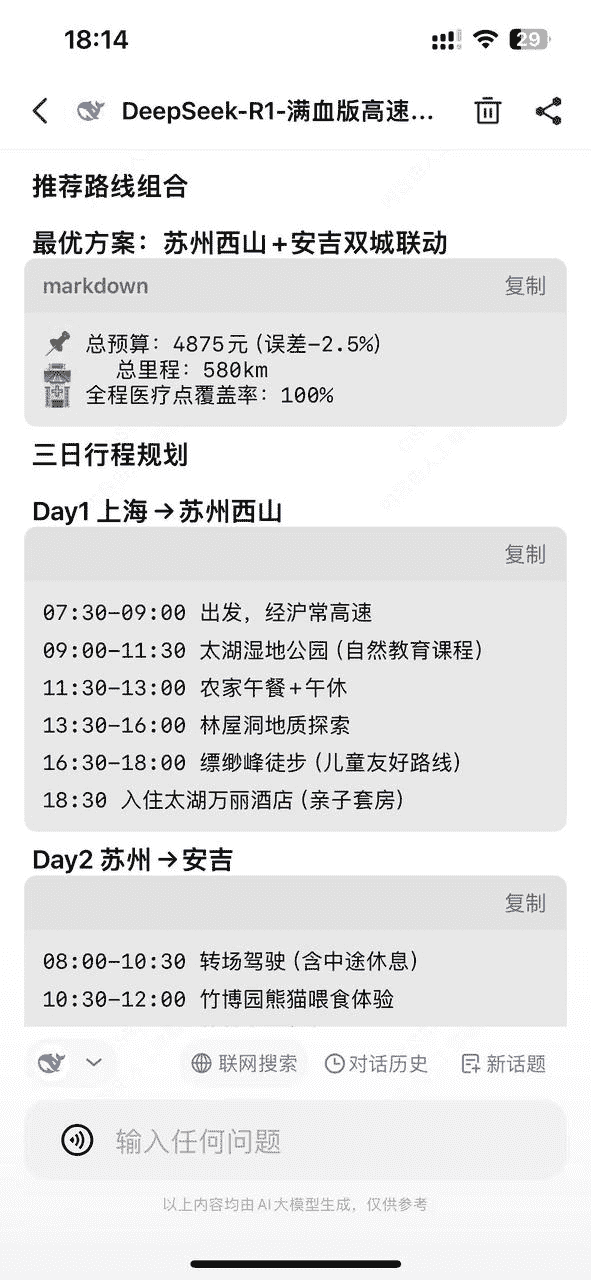 18:14
29
DeepSeek-R1-满血版高速...
推荐路线组合
最优方案：苏州西山+安吉双城联动
markdown 复制
总预算：4875元(误差-2.5%)
总里程：580km
全程医疗点覆盖率：100%
三日行程规划
Day1 上海→苏州西山
复制
07:30-09:00 出发，经沪常高速
09:00-11:30 太湖湿地公园(自然教育课程)
11:30-13:00 农家午餐+午休
13:30-16:00 林屋洞地质探索
16:30-18:00 缥缈峰徒步(儿童友好路线)
18:30 入住太湖万丽酒店(亲子套房)
Day2 苏州→安吉
复制
08:00-10:30 转场驾驶(含中途休息)
10:30-12:00 竹博园熊猫喂食体验
联网搜索 对话历史 新话题
输入任何问题
以上内容均由AI大模型生成，仅供参考